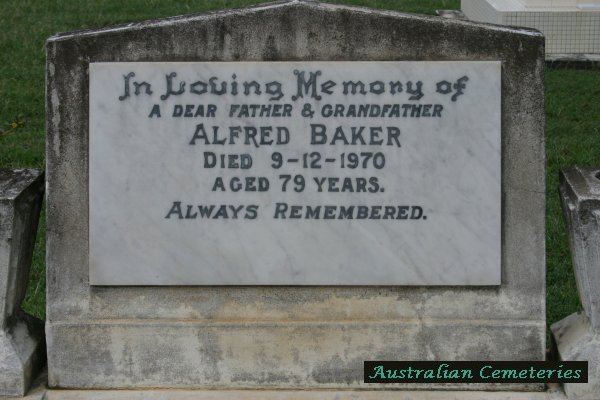 In Loving Memory of
A DEAR FATHER & GRANDFATHER
ALFRED BAKER
DIED 9-12-1970
AGED 79 YEARS.
ALWAYS REMEMBERED.
Australian Cemeteries